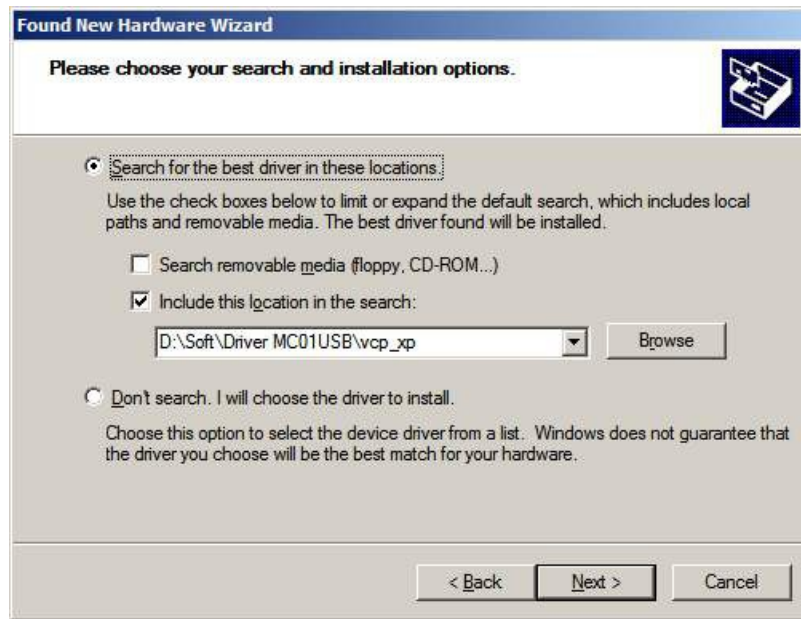 Found New Hardware Wizard
Please choose your search and installation options.
Search for the best driver in these locations.
Use the check boxes below to limit or expand the default search, which includes local
paths and removable media. The best driver found will be installed.
Search removable media (floppy, CD-ROM...)
Include this location in the search:
D:\Soft\Driver MC01USB\vcp_xp
Browse
Don't search. I will choose the driver to install.
Choose this option to select the device driver from a list. Windows does not guarantee that
the driver you choose will be the best match for your hardware.
< Back Next > Cancel